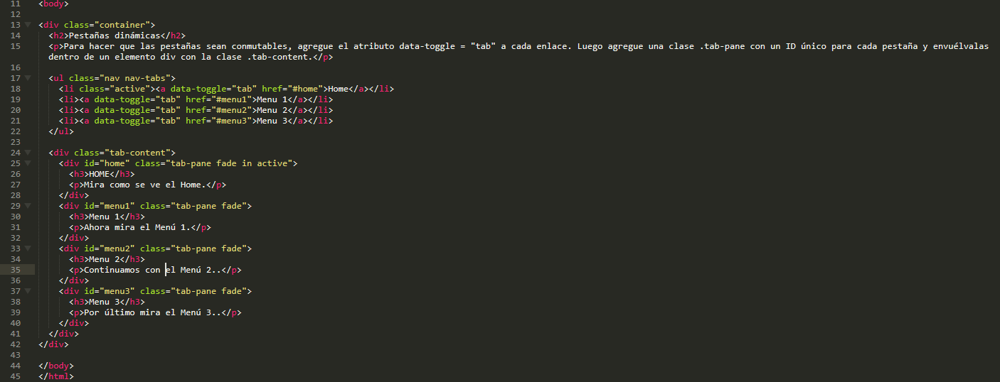 11 <body>
12
13 <div class="container">
14 <h2>Pestañas dinámicas</h2>
15 <p>Para hacer que las pestañas sean conmutables, agregue el atributo data-toggle = "tab" a cada enlace. Luego agregue una clase .tab-pane con un ID único para cada pestaña y envuélvalas
dentro de un elemento div con la clase .tab-content.</p>
16
17 <ul class="nav nav-tabs">
18 <li class="active"><a data-toggle="tab" href="#home">Home</a></li>
19 <li><a data-toggle="tab" href="#menu1">Menu 1</a></li>
20 <li><a data-toggle="tab" href="#menu2">Menu 2</a></li>
21 <li><a data-toggle="tab" href="#menu3">Menu 3</a></li>
22 </ul>
23
24 <div class="tab-content">
25 <div id="home" class="tab-pane fade in active">
26 <h3>HOME</h3>
27 <p>Mira como se ve el Home.</p>
28 </div>
29 <div id="menu1" class="tab-pane fade">
30 <h3>Menu 1</h3>
31 <p>Ahora mira el Menú 1.</p>
32 </div>
33 <div id="menu2" class="tab-pane fade">
34 <h3>Menu 2</h3>
35 <p>Continuamos con el Menú 2..</p>
36 </div>
37 <div id="menu3" class="tab-pane fade">
38 <h3>Menu 3</h3>
39 <p>Por último mira el Menú 3..</p>
40 </div>
41 </div>
42 </div>
43
44 </body>
45 </html>